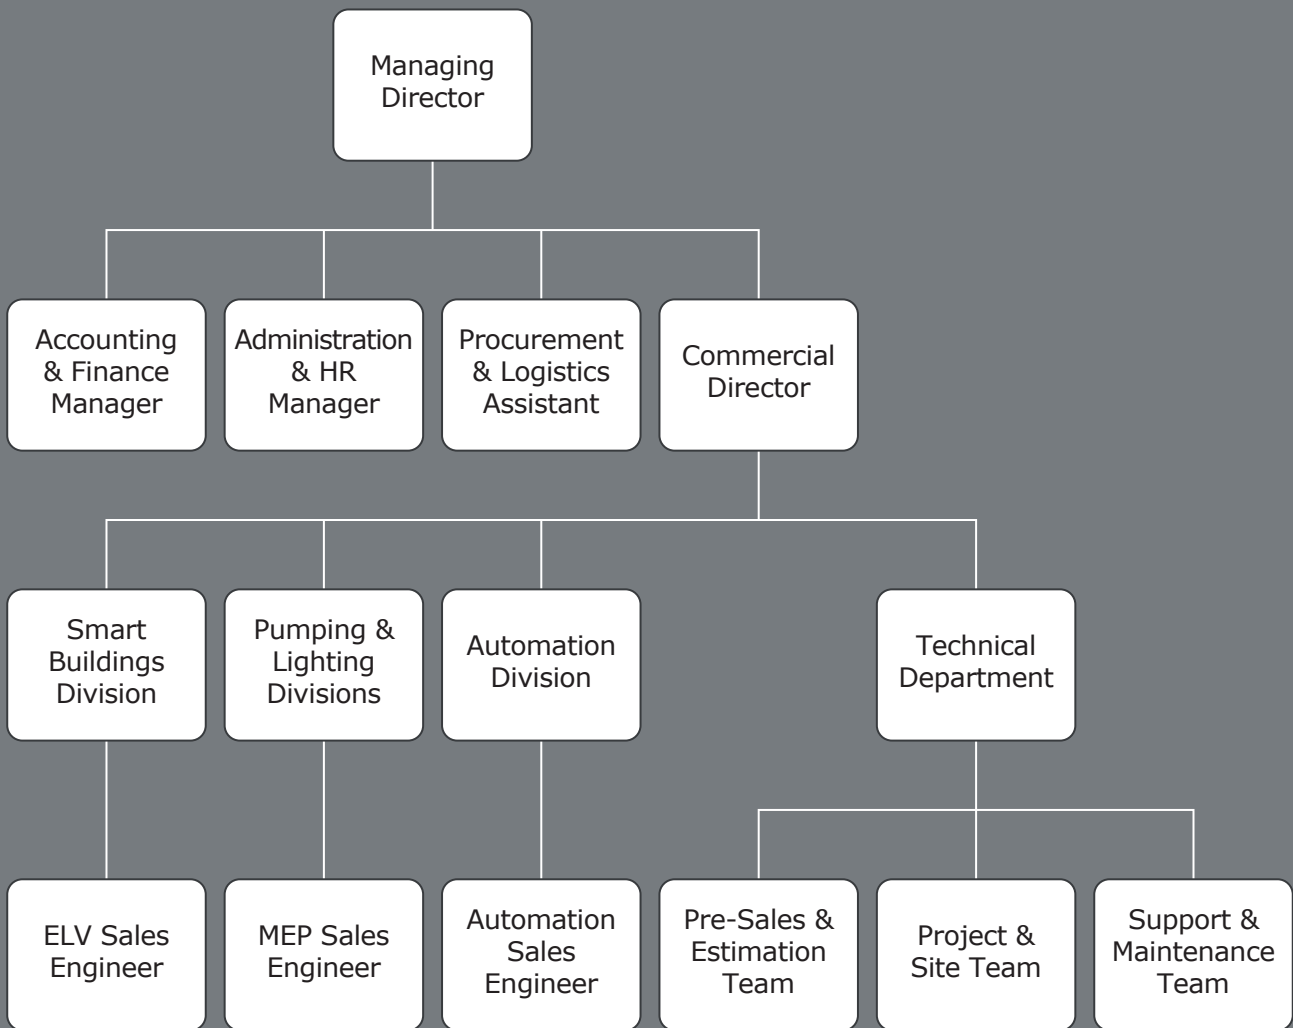 Managing
Director
Accounting
& Finance
Manager
Administration
& HR
Manager
Procurement
& Logistics
Assistant
Commercial
Director
Smart
Buildings
Division
Pumping &
Lighting
Divisions
Automation
Division
Technical
Department
ELV Sales
Engineer
MEP Sales
Engineer
Automation
Sales
Engineer
Pre-Sales &
Estimation
Team
Project &
Site Team
Support &
Maintenance
Team